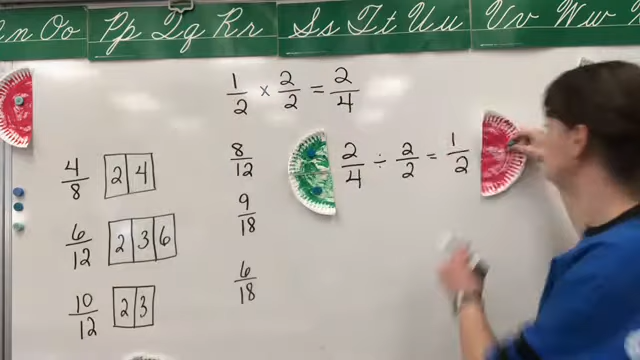 n Oo Pp Qq Rr Ss Tt Uu Vv Ww
1/2 × 2/2 = 2/4
2/4 ÷ 2/2 = 1/2
4/8 2 4
6/12 2 3 6
10/12 2 3
8/12
9/18
6/18